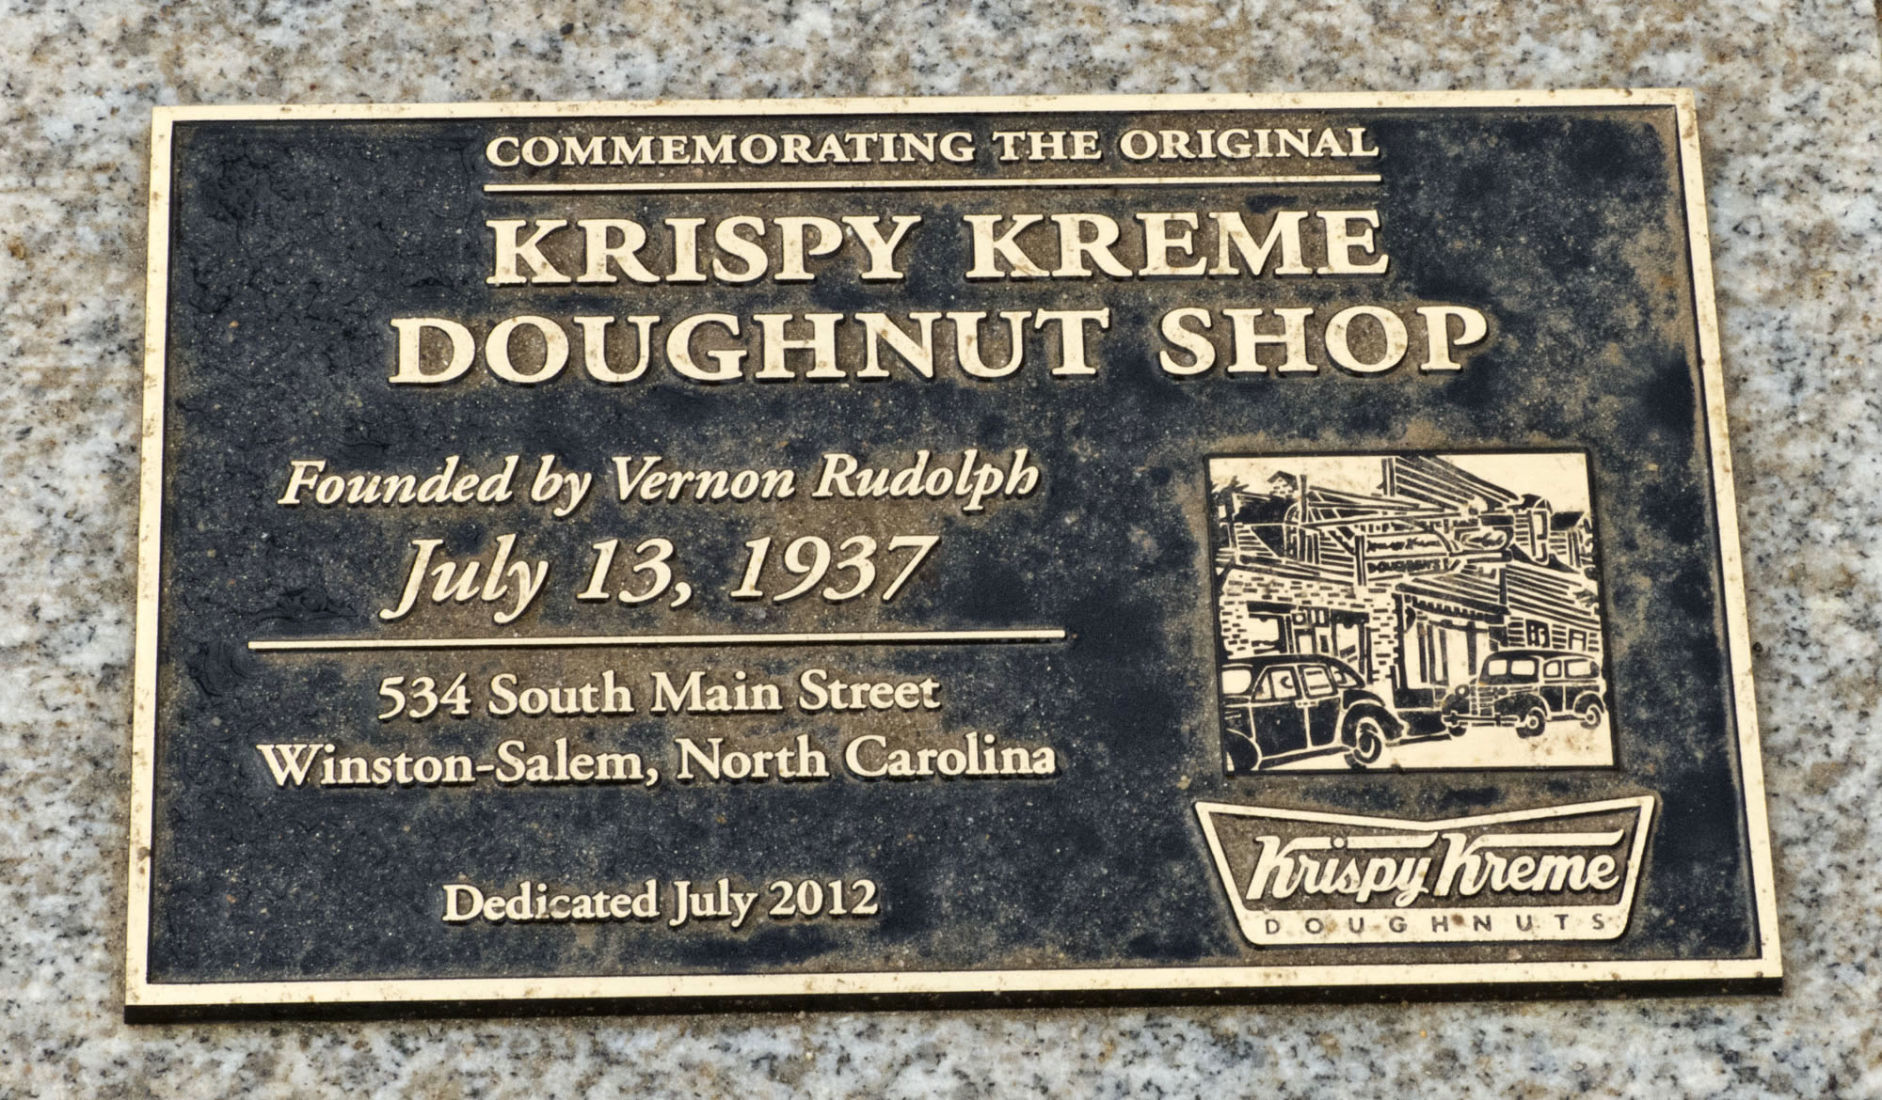 COMMEMORATING THE ORIGINAL
KRISPY KREME
DOUGHNUT SHOP
Founded by Vernon Rudolph
July 13, 1937
534 South Main Street
Winston-Salem, North Carolina
Dedicated July 2012
Krispy Kreme
DOUGHNUTS